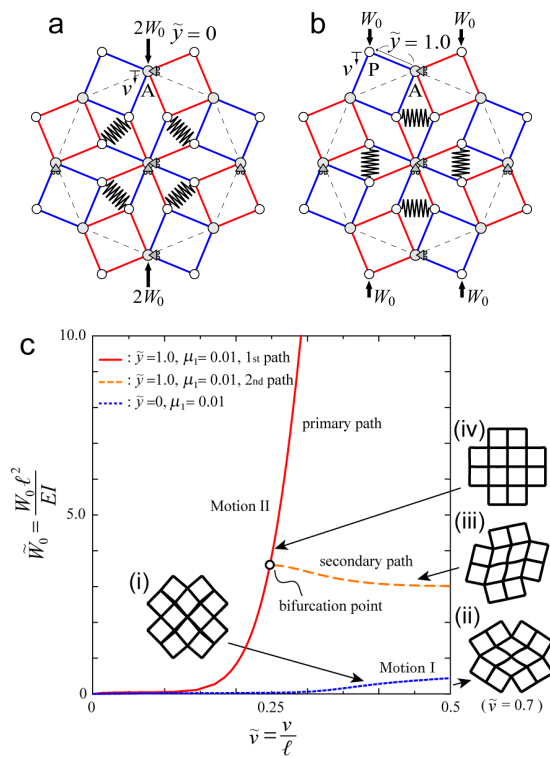 a
2W₀ ỹ = 0
v A
2W₀
b
W₀ W₀
ỹ = 1.0
v P A
W₀ W₀
c
10.0
: ỹ = 1.0, μ₁ = 0.01, 1st path
: ỹ = 1.0, μ₁ = 0.01, 2nd path
: ỹ = 0, μ₁ = 0.01
primary path
(iv)
Motion II
W̃₀ = W₀ ℓ² / EI
5.0
(iii)
secondary path
(i)
bifurcation point
(ii)
Motion I
0
0 0.25 0.5
(ṽ = 0.7)
ṽ = v / ℓ